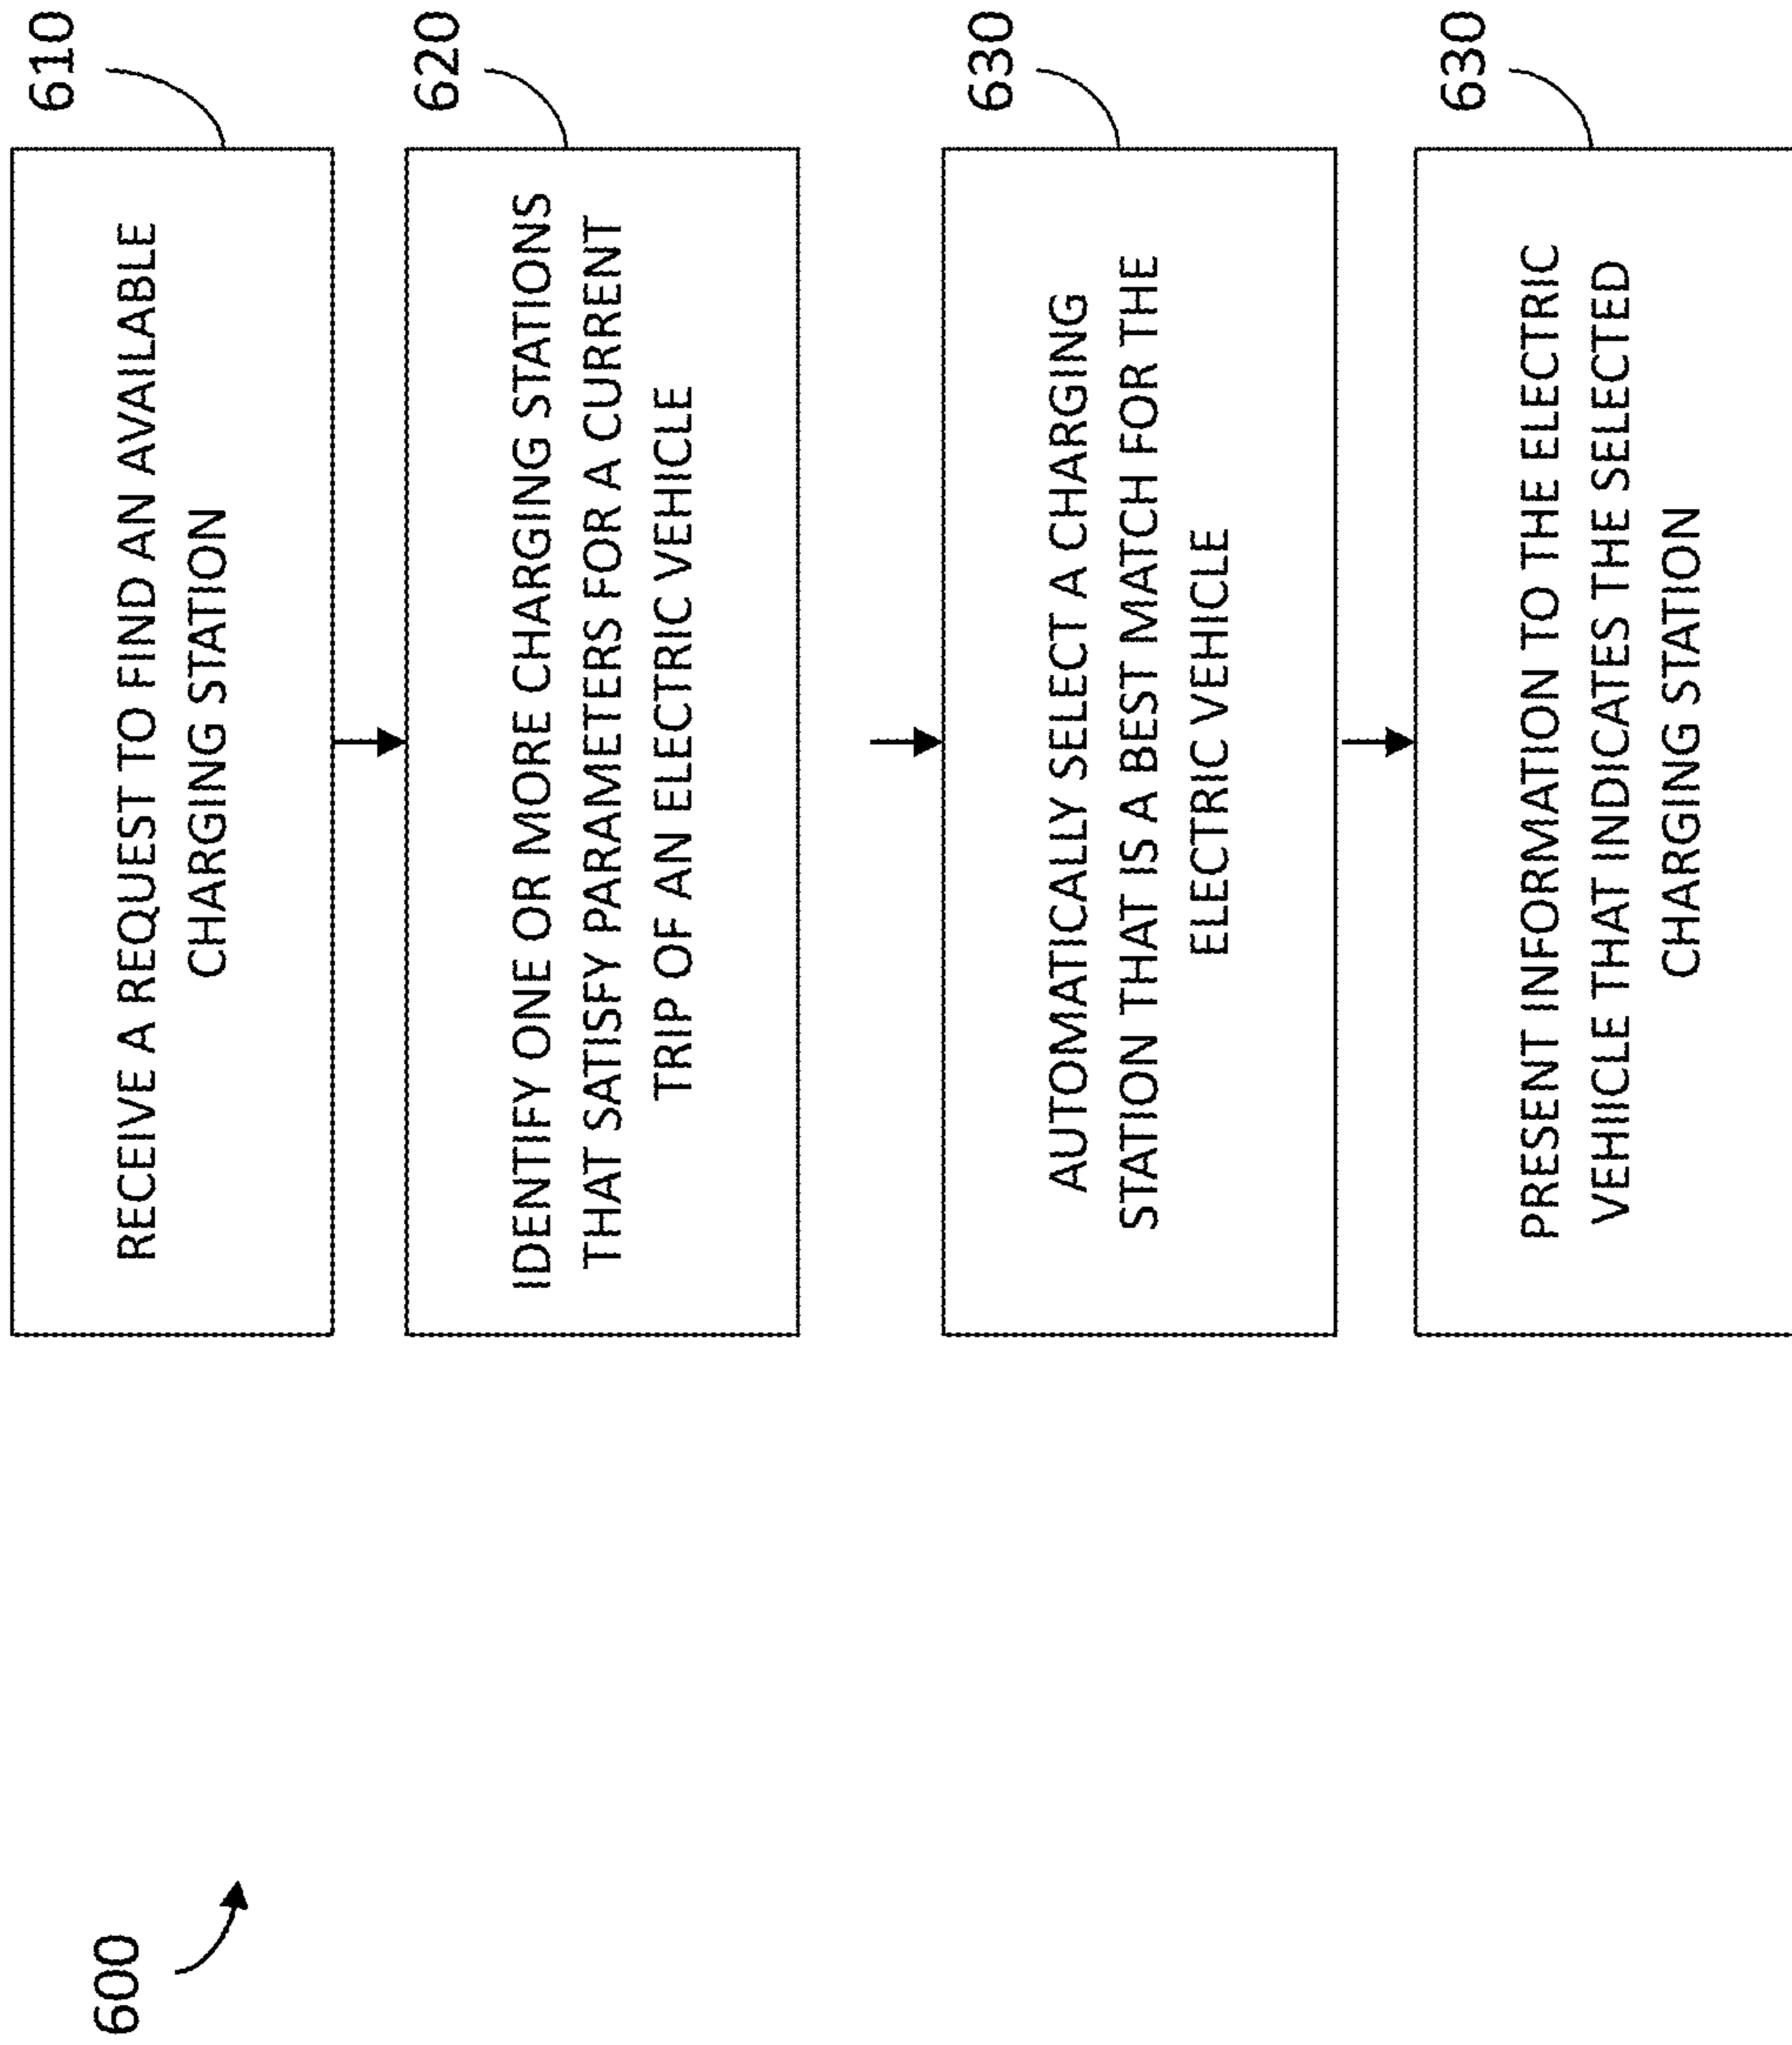 600
610
RECEIVE A REQUEST TO FIND AN AVAILABLE
CHARGING STATION
620
IDENTIFY ONE OR MORE CHARGING STATIONS
THAT SATISFY PARAMETERS FOR A CURRENT
TRIP OF AN ELECTRIC VEHICLE
630
AUTOMATICALLY SELECT A CHARGING
STATION THAT IS A BEST MATCH FOR THE
ELECTRIC VEHICLE
630
PRESENT INFORMATION TO THE ELECTRIC
VEHICLE THAT INDICATES THE SELECTED
CHARGING STATION